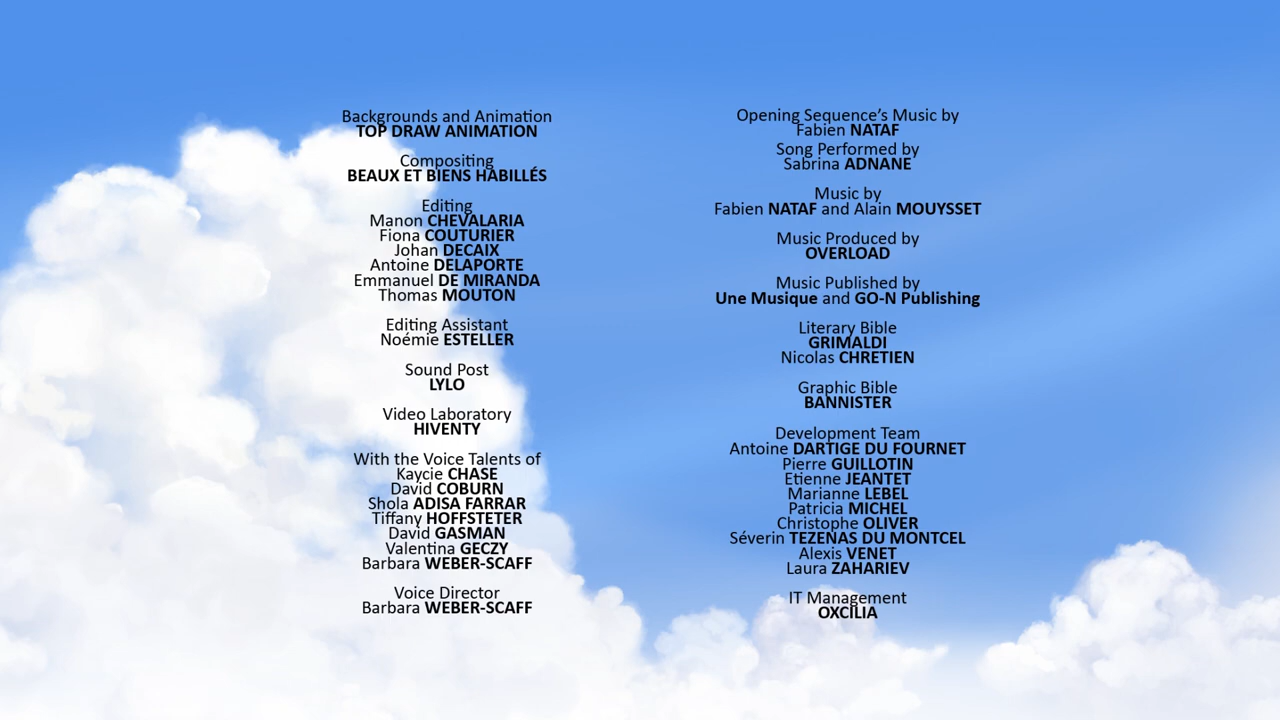 Backgrounds and Animation
TOP DRAW ANIMATION
Compositing
BEAUX ET BIENS HABILLÉS
Editing
Manon CHEVALARIA
Fiona COUTURIER
Johan DECAIX
Antoine DELAPORTE
Emmanuel DE MIRANDA
Thomas MOUTON
Editing Assistant
Noémie ESTELLER
Sound Post
LYLO
Video Laboratory
HIVENTY
With the Voice Talents of
Kaycie CHASE
David COBURN
Shola ADISA FARRAR
Tiffany HOFFSTETER
David GASMAN
Valentina GECZY
Barbara WEBER-SCAFF
Voice Director
Barbara WEBER-SCAFF
Opening Sequence's Music by
Fabien NATAF
Song Performed by
Sabrina ADNANE
Music by
Fabien NATAF and Alain MOUYSSET
Music Produced by
OVERLOAD
Music Published by
Une Musique and GO-N Publishing
Literary Bible
GRIMALDI
Nicolas CHRETIEN
Graphic Bible
BANNISTER
Development Team
Antoine DARTIGE DU FOURNET
Pierre GUILLOTIN
Etienne JEANTET
Marianne LEBEL
Patricia MICHEL
Christophe OLIVER
Séverin TEZENAS DU MONTCEL
Alexis VENET
Laura ZAHARIEV
IT Management
OXCILIA